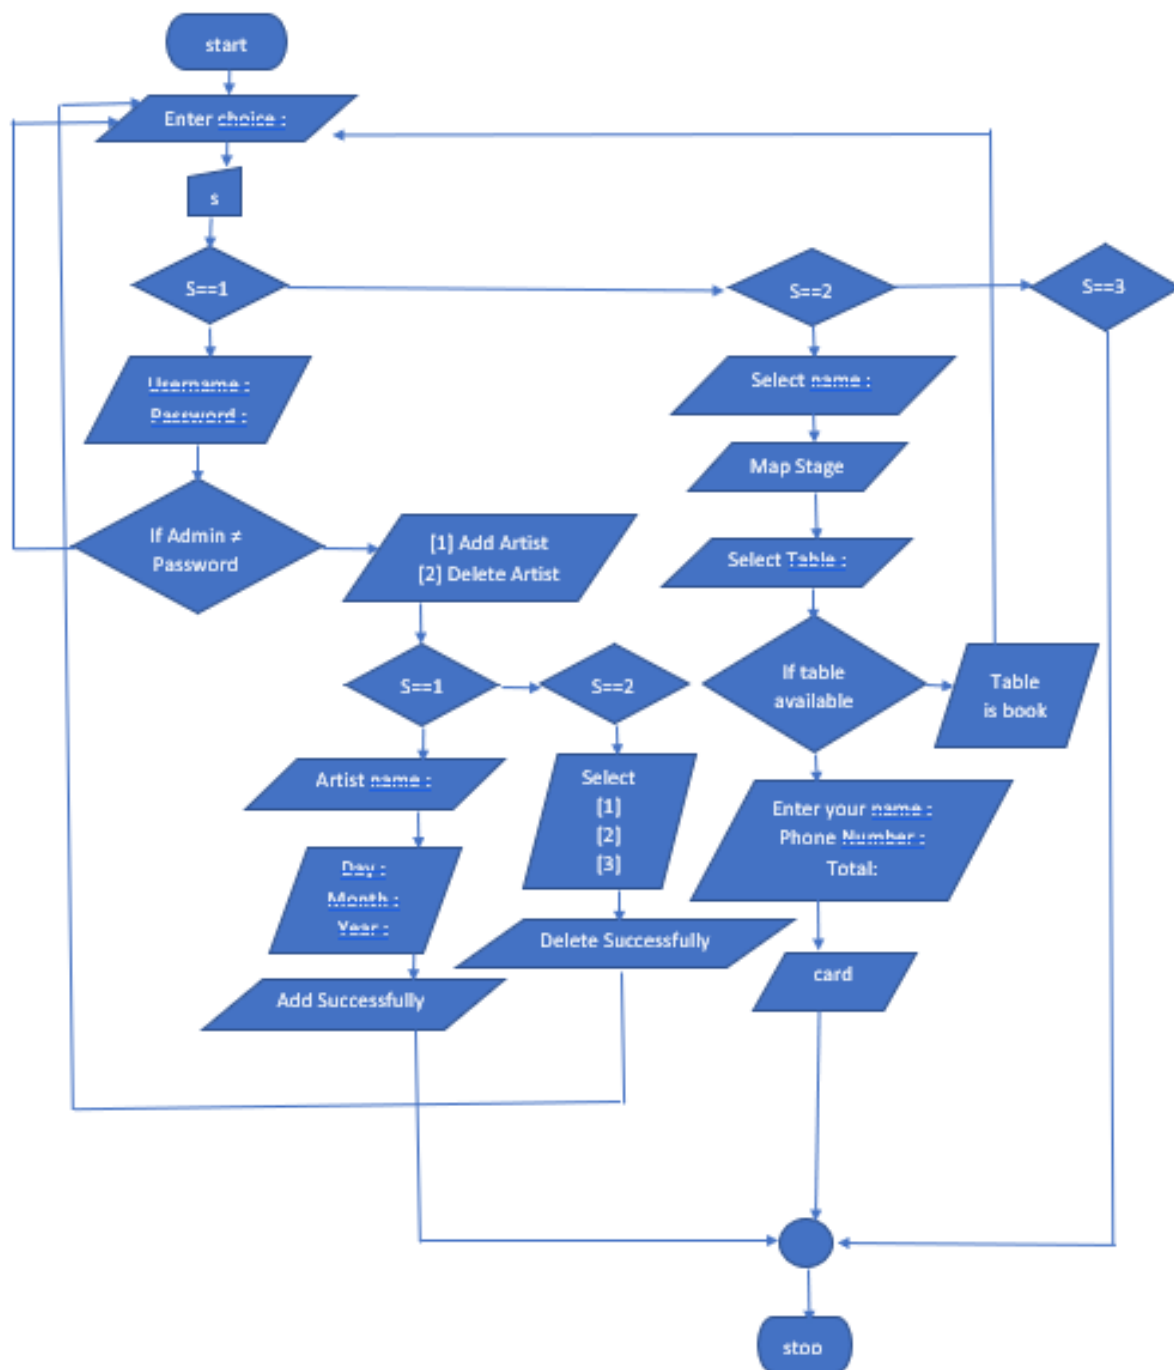 start
Enter choice :
s
S==1
S==2
S==3
Username :
Password :
Select name :
Map Stage
If Admin ≠
Password
[1] Add Artist
[2] Delete Artist
Select Table :
S==1
S==2
If table
available
Table
is book
Artist name :
Select
[1]
[2]
[3]
Enter your name :
Phone Number :
Total:
Day :
Month :
Year :
Delete Successfully
card
Add Successfully
stop